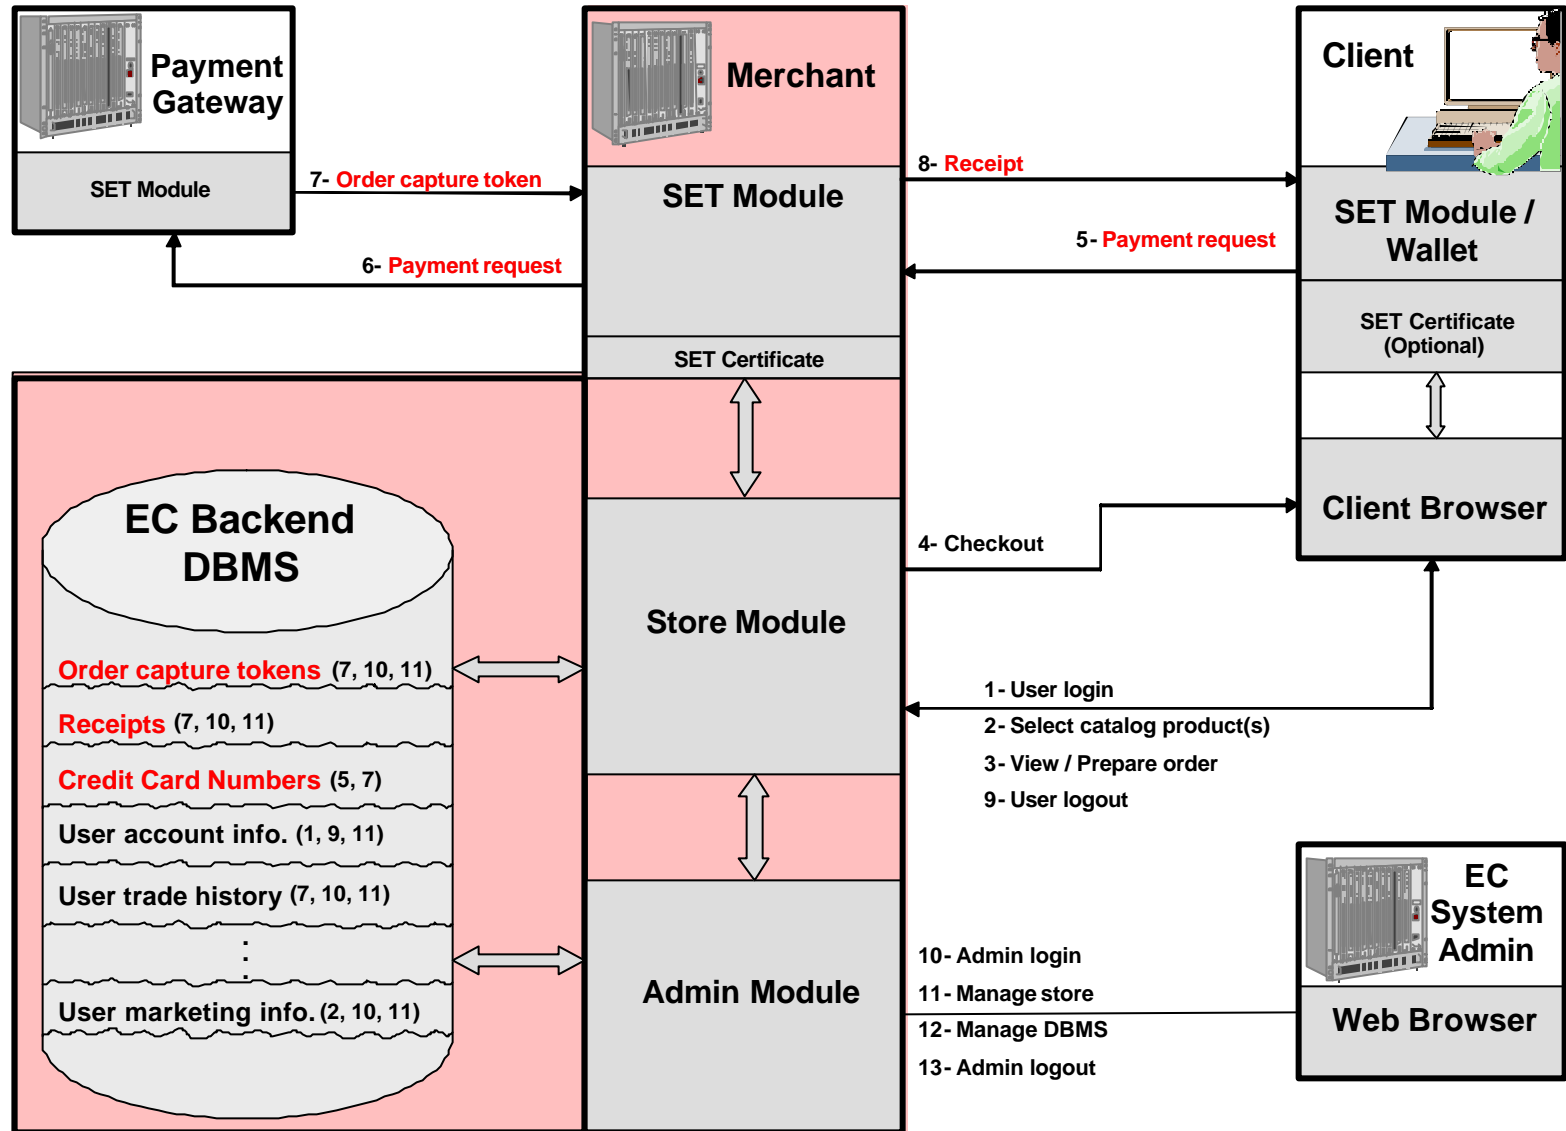 Payment
Gateway
SET Module
7- Order capture token
6- Payment request
Merchant
SET Module
SET Certificate
8- Receipt
5- Payment request
Client
SET Module /
Wallet
SET Certificate
(Optional)
Client Browser
4- Checkout
Store Module
1- User login
2- Select catalog product(s)
3- View / Prepare order
9- User logout
EC Backend
DBMS
Order capture tokens (7, 10, 11)
Receipts (7, 10, 11)
Credit Card Numbers (5, 7)
User account info. (1, 9, 11)
User trade history (7, 10, 11)
.
.
.
User marketing info. (2, 10, 11)
Admin Module
10- Admin login
11- Manage store
12- Manage DBMS
13- Admin logout
EC
System
Admin
Web Browser